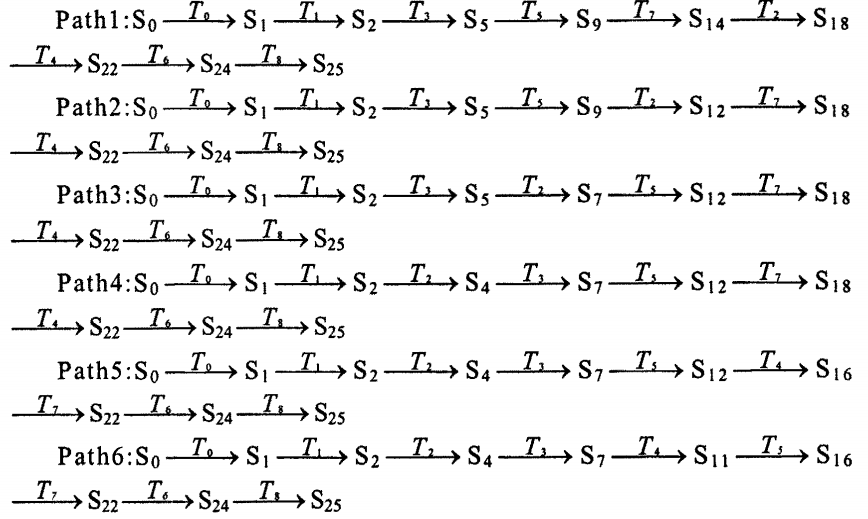 Path1:S₀ —T₀→ S₁ —T₁→ S₂ —T₃→ S₅ —T₅→ S₉ —T₇→ S₁₄ —T₂→ S₁₈
—T₄→ S₂₂ —T₆→ S₂₄ —T₈→ S₂₅
Path2:S₀ —T₀→ S₁ —T₁→ S₂ —T₃→ S₅ —T₅→ S₉ —T₂→ S₁₂ —T₇→ S₁₈
—T₄→ S₂₂ —T₆→ S₂₄ —T₈→ S₂₅
Path3:S₀ —T₀→ S₁ —T₁→ S₂ —T₃→ S₅ —T₂→ S₇ —T₅→ S₁₂ —T₇→ S₁₈
—T₄→ S₂₂ —T₆→ S₂₄ —T₈→ S₂₅
Path4:S₀ —T₀→ S₁ —T₁→ S₂ —T₂→ S₄ —T₃→ S₇ —T₅→ S₁₂ —T₇→ S₁₈
—T₄→ S₂₂ —T₆→ S₂₄ —T₈→ S₂₅
Path5:S₀ —T₀→ S₁ —T₁→ S₂ —T₂→ S₄ —T₃→ S₇ —T₅→ S₁₂ —T₄→ S₁₆
—T₇→ S₂₂ —T₆→ S₂₄ —T₈→ S₂₅
Path6:S₀ —T₀→ S₁ —T₁→ S₂ —T₂→ S₄ —T₃→ S₇ —T₄→ S₁₁ —T₅→ S₁₆
—T₇→ S₂₂ —T₆→ S₂₄ —T₈→ S₂₅